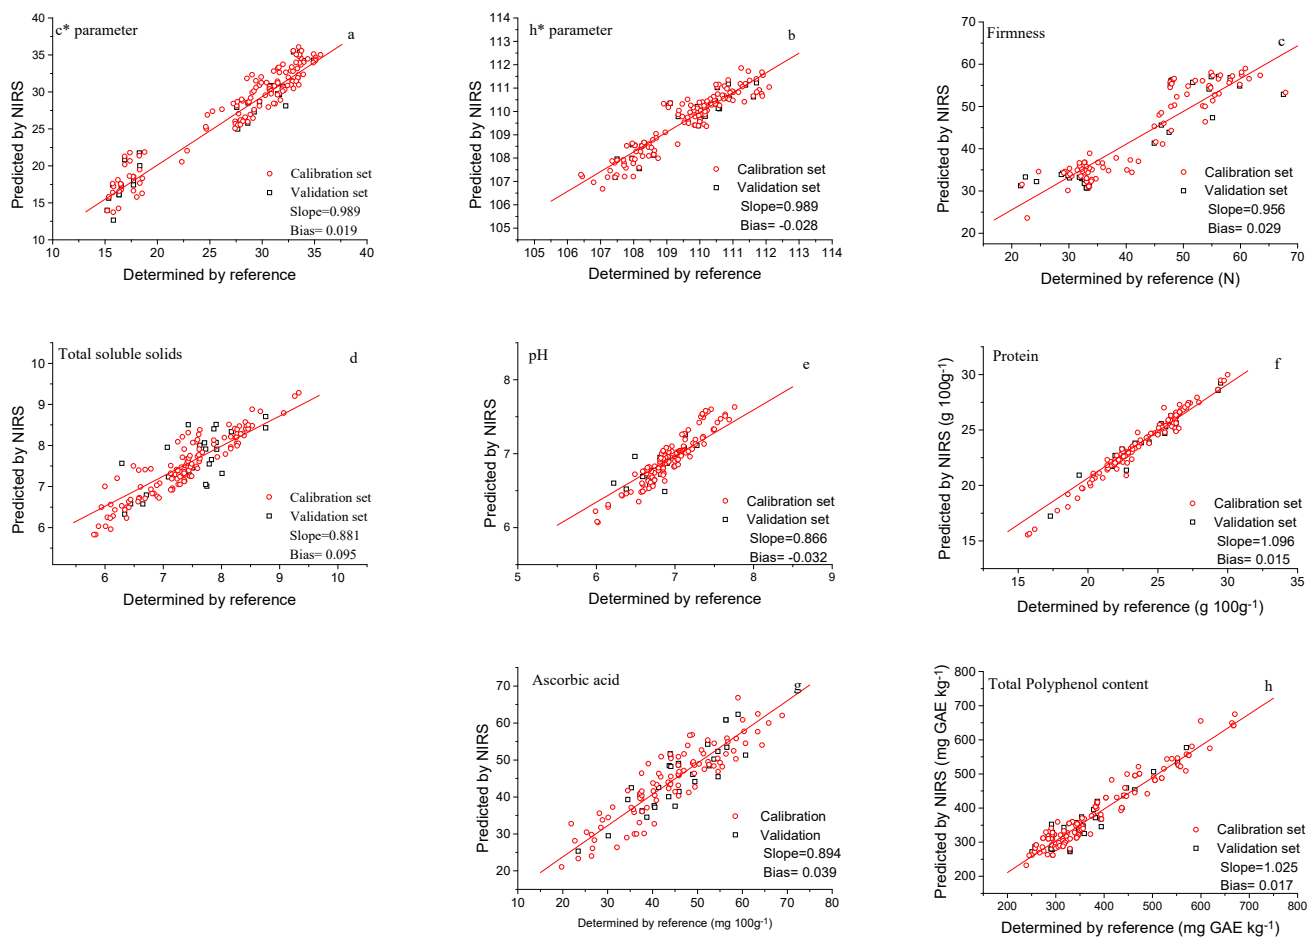 c* parameter
a
Predicted by NIRS
40
35
30
25
20
15
10
Calibration set
Validation set
Slope=0.989
Bias= 0.019
10 15 20 25 30 35 40
Determined by reference
h* parameter
b
Predicted by NIRS
114
113
112
111
110
109
108
107
106
105
Calibration set
Validation set
Slope=0.989
Bias= -0.028
105 106 107 108 109 110 111 112 113 114
Determined by reference
Firmness
c
Predicted by NIRS
70
60
50
40
30
20
Calibration set
Validation set
Slope=0.956
Bias= 0.029
20 30 40 50 60 70
Determined by reference (N)
Total soluble solids
d
Predicted by NIRS
10
9
8
7
6
Calibration set
Validation set
Slope=0.881
Bias= 0.095
6 7 8 9 10
Determined by reference
pH
e
Predicted by NIRS
8
7
6
Calibration set
Validation set
Slope=0.866
Bias= -0.032
5 6 7 8 9
Determined by reference
Protein
f
Predicted by NIRS (g 100g-1)
30
25
20
15
Calibration set
Validation set
Slope=1.096
Bias= 0.015
15 20 25 30 35
Determined by reference (g 100g-1)
Ascorbic acid
g
Predicted by NIRS
70
60
50
40
30
20
Calibration
Validation
Slope=0.894
Bias= 0.039
10 20 30 40 50 60 70 80
Determined by reference (mg 100g-1)
Total Polyphenol content
h
Predicted by NIRS (mg GAE kg-1)
800
700
600
500
400
300
200
Calibration set
Validation set
Slope=1.025
Bias= 0.017
200 300 400 500 600 700 800
Determined by reference (mg GAE kg-1)